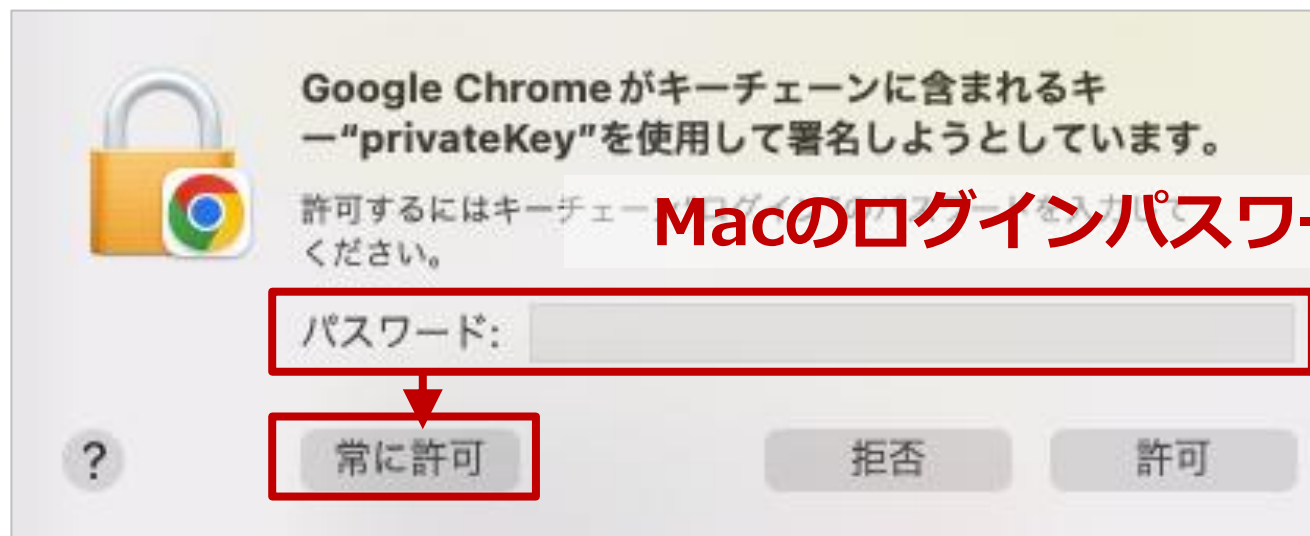 Google Chromeがキーチェーンに含まれるキ
ー"privateKey"を使用して署名しようとしています。
許可するにはキーチェーン
Macのログインパスワ
ください。
パスワード:
?
常に許可
拒否
許可